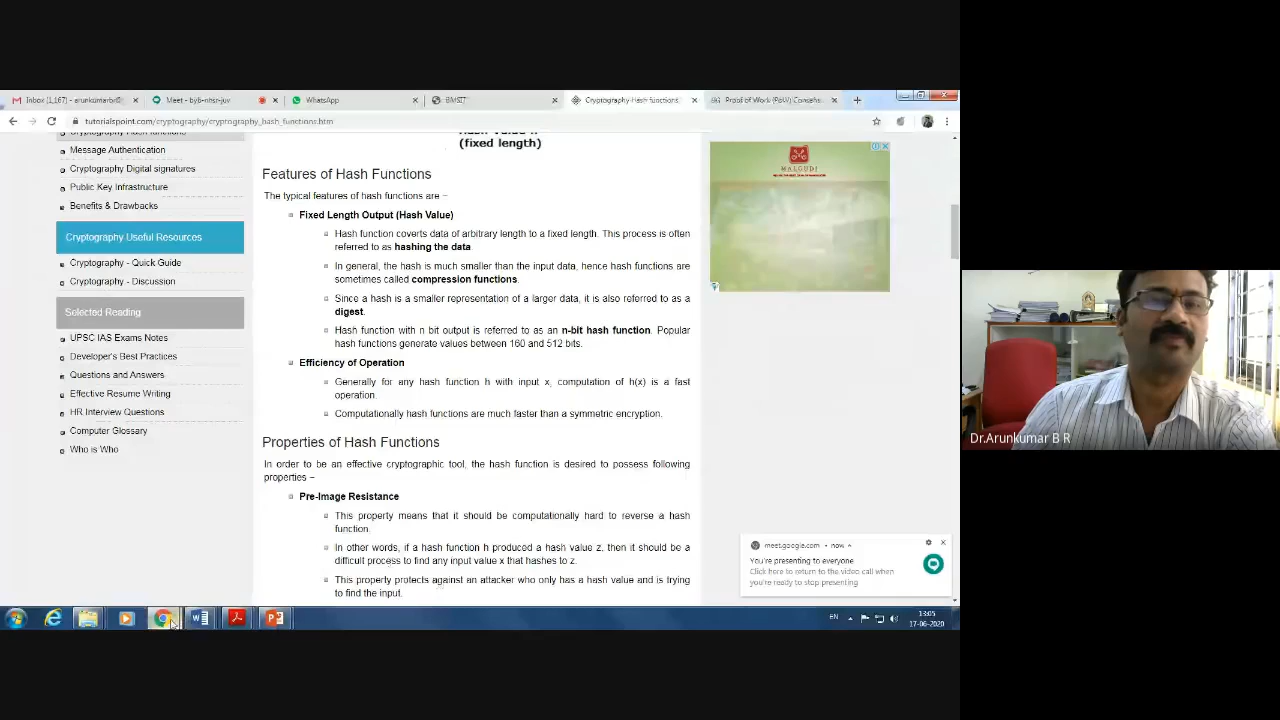 Inbox (1,167) - arunkumarbr@
Meet - byb-nhsr-juv
WhatsApp
BMSIT
Cryptography Hash functions
Proof of Work (PoW) Consens
tutorialspoint.com/cryptography/cryptography_hash_functions.htm
Cryptography Hash functions
Message Authentication
Cryptography Digital signatures
Public Key Infrastructure
Benefits & Drawbacks
Cryptography Useful Resources
Cryptography - Quick Guide
Cryptography - Discussion
Selected Reading
UPSC IAS Exams Notes
Developer's Best Practices
Questions and Answers
Effective Resume Writing
HR Interview Questions
Computer Glossary
Who is Who
(fixed length)
Features of Hash Functions
The typical features of hash functions are −
Fixed Length Output (Hash Value)
Hash function coverts data of arbitrary length to a fixed length. This process is often
referred to as hashing the data.
In general, the hash is much smaller than the input data, hence hash functions are
sometimes called compression functions.
Since a hash is a smaller representation of a larger data, it is also referred to as a
digest.
Hash function with n bit output is referred to as an n-bit hash function. Popular
hash functions generate values between 160 and 512 bits.
Efficiency of Operation
Generally for any hash function h with input x, computation of h(x) is a fast
operation.
Computationally hash functions are much faster than a symmetric encryption.
Properties of Hash Functions
In order to be an effective cryptographic tool, the hash function is desired to possess following
properties −
Pre-Image Resistance
This property means that it should be computationally hard to reverse a hash
function.
In other words, if a hash function h produced a hash value z, then it should be a
difficult process to find any input value x that hashes to z.
This property protects against an attacker who only has a hash value and is trying
to find the input.
MALGUDI
meet.google.com • now
You're presenting to everyone
Click here to return to the video call when
you're ready to stop presenting
EN
13:05
17-06-2020
Dr.Arunkumar B R